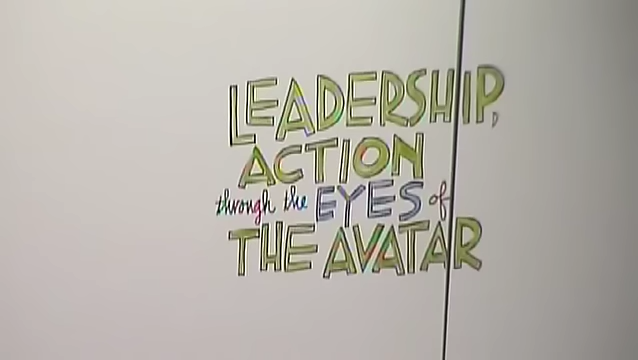 LEADERSHIP,
ACTION
through the EYES of
THE AVATAR